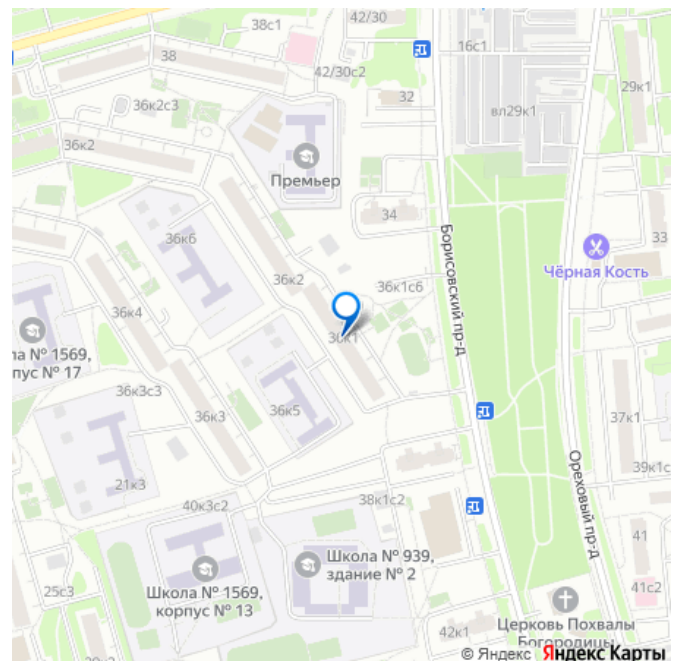 42/30
38с1
16с1
38
42/30с2
29к1
36к2с3
32
вл29к1
36к2
Премьер
34
33
36к6
Борисовский пр-д
Чёрная Кость
36к2
36к1с6
36к4
ла № 1569,
пус № 17
36к3с3
36к3
36к5
37к1
21к3
Ореховый пр-д
39к1с
40к3с2
38к1с2
41
Школа № 939,
здание № 2
25с3
Школа № 1569,
корпус № 13
41с2
Церковь Похвалы
Богородицы
42к1
© Яндекс Яндекс Карты